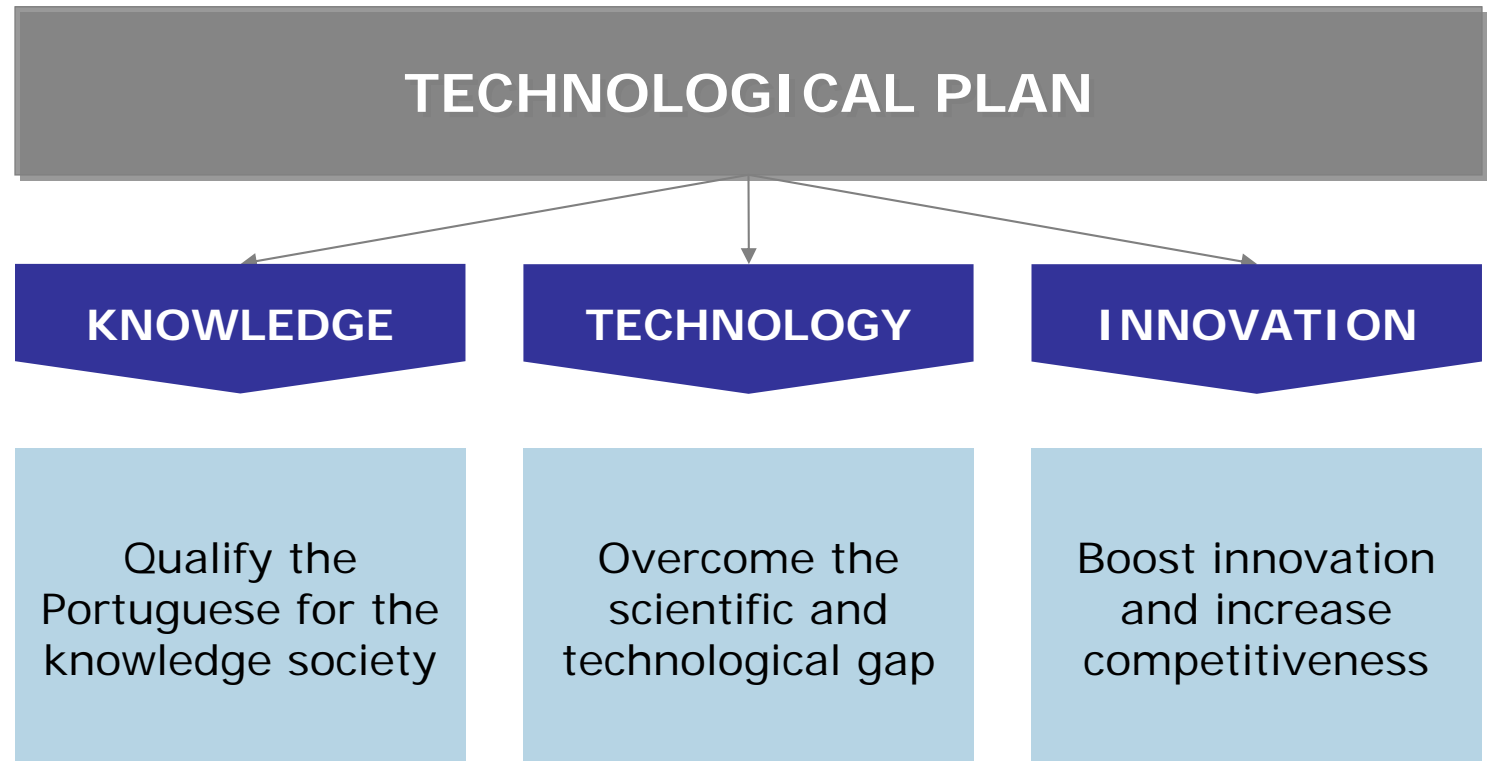 TECHNOLOGICAL PLAN
KNOWLEDGE
TECHNOLOGY
INNOVATION
Qualify the
Portuguese for the
knowledge society
Overcome the
scientific and
technological gap
Boost innovation
and increase
competitiveness